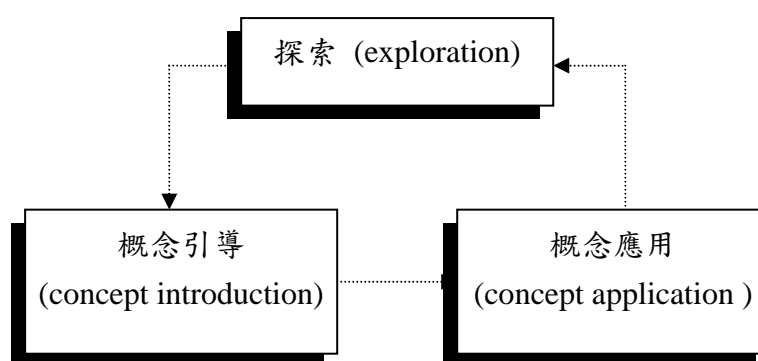 探索 (exploration)
概念引導
(concept introduction)
概念應用
(concept application )